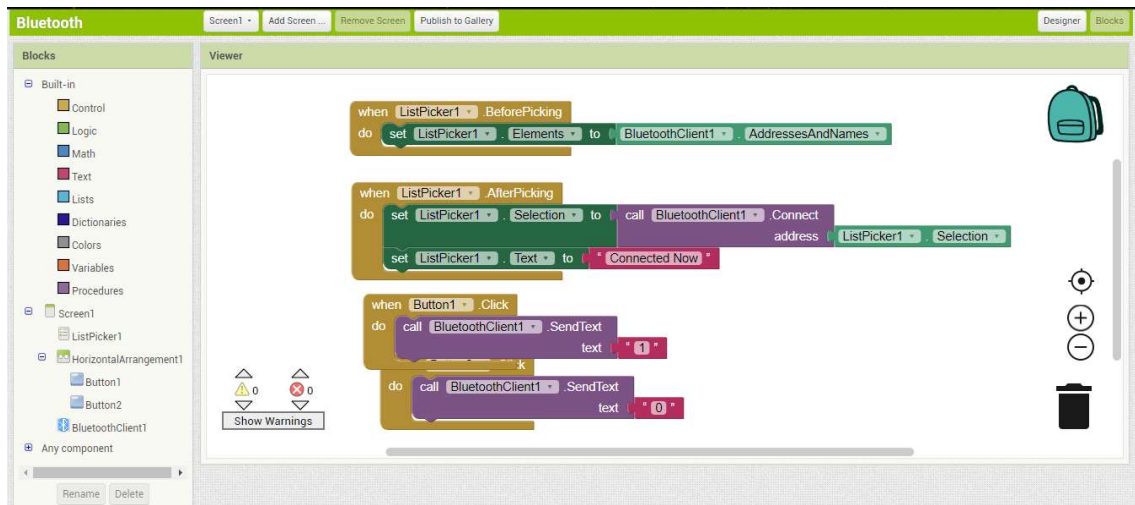 Bluetooth
Screen1
Add Screen ...
Remove Screen
Publish to Gallery
Designer
Blocks
Blocks
Built-in
Control
Logic
Math
Text
Lists
Dictionaries
Colors
Variables
Procedures
Screen1
ListPicker1
HorizontalArrangement1
Button1
Button2
BluetoothClient1
Any component
Rename
Delete
Viewer
when ListPicker1 .BeforePicking
do set ListPicker1 . Elements to BluetoothClient1 . AddressesAndNames
when ListPicker1 .AfterPicking
do set ListPicker1 . Selection to call BluetoothClient1 .Connect
address ListPicker1 . Selection
set ListPicker1 . Text to " Connected Now "
when Button1 .Click
do call BluetoothClient1 .SendText
text " 1 "
do call BluetoothClient1 .SendText
text " 0 "
0
0
Show Warnings